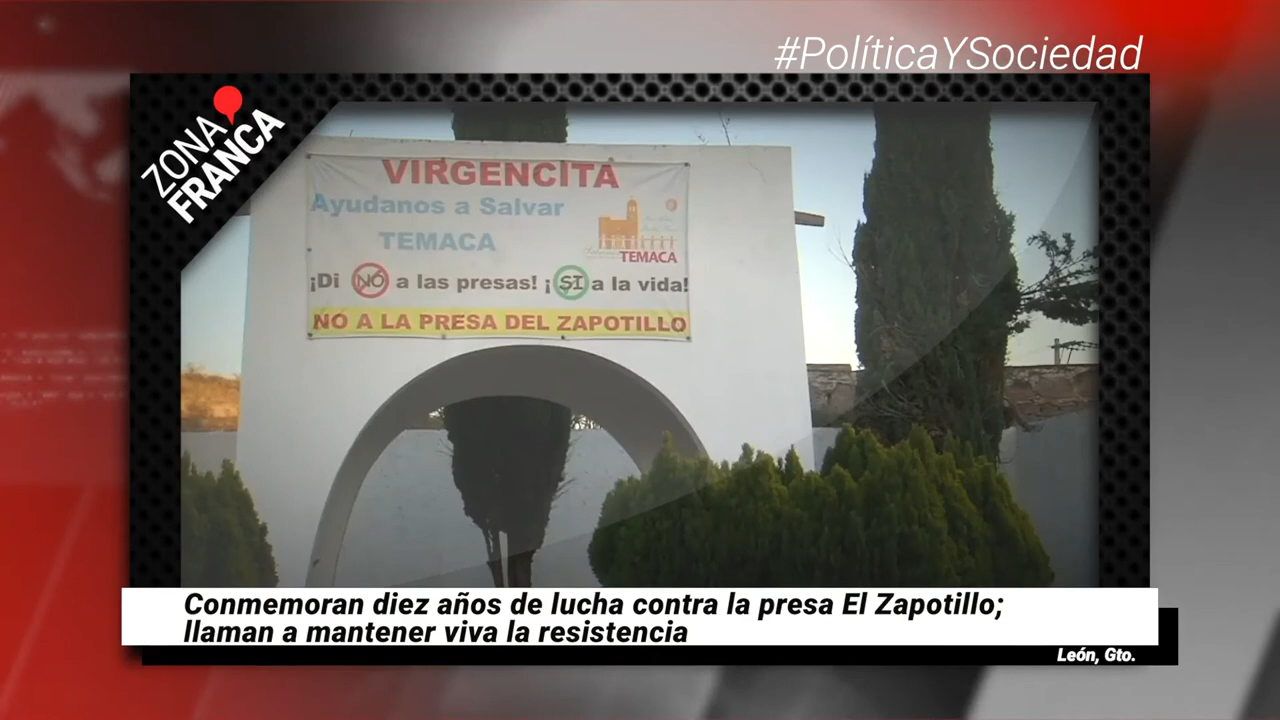 #PolíticaYSociedad
ZONA
FRANCA
VIRGENCITA
Ayudanos a Salvar
TEMACA
TEMACA
¡Di NO a las presas! ¡SI a la vida!
NO A LA PRESA DEL ZAPOTILLO
Conmemoran diez años de lucha contra la presa El Zapotillo;
llaman a mantener viva la resistencia
León, Gto.